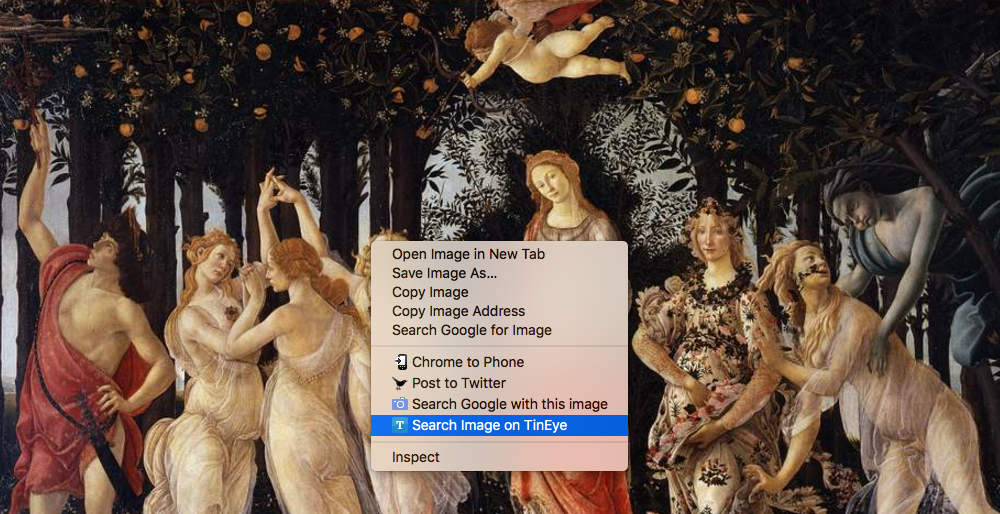 Open Image in New Tab
Save Image As...
Copy Image
Copy Image Address
Search Google for Image
Chrome to Phone
Post to Twitter
Search Google with this image
T Search Image on TinEye
Inspect